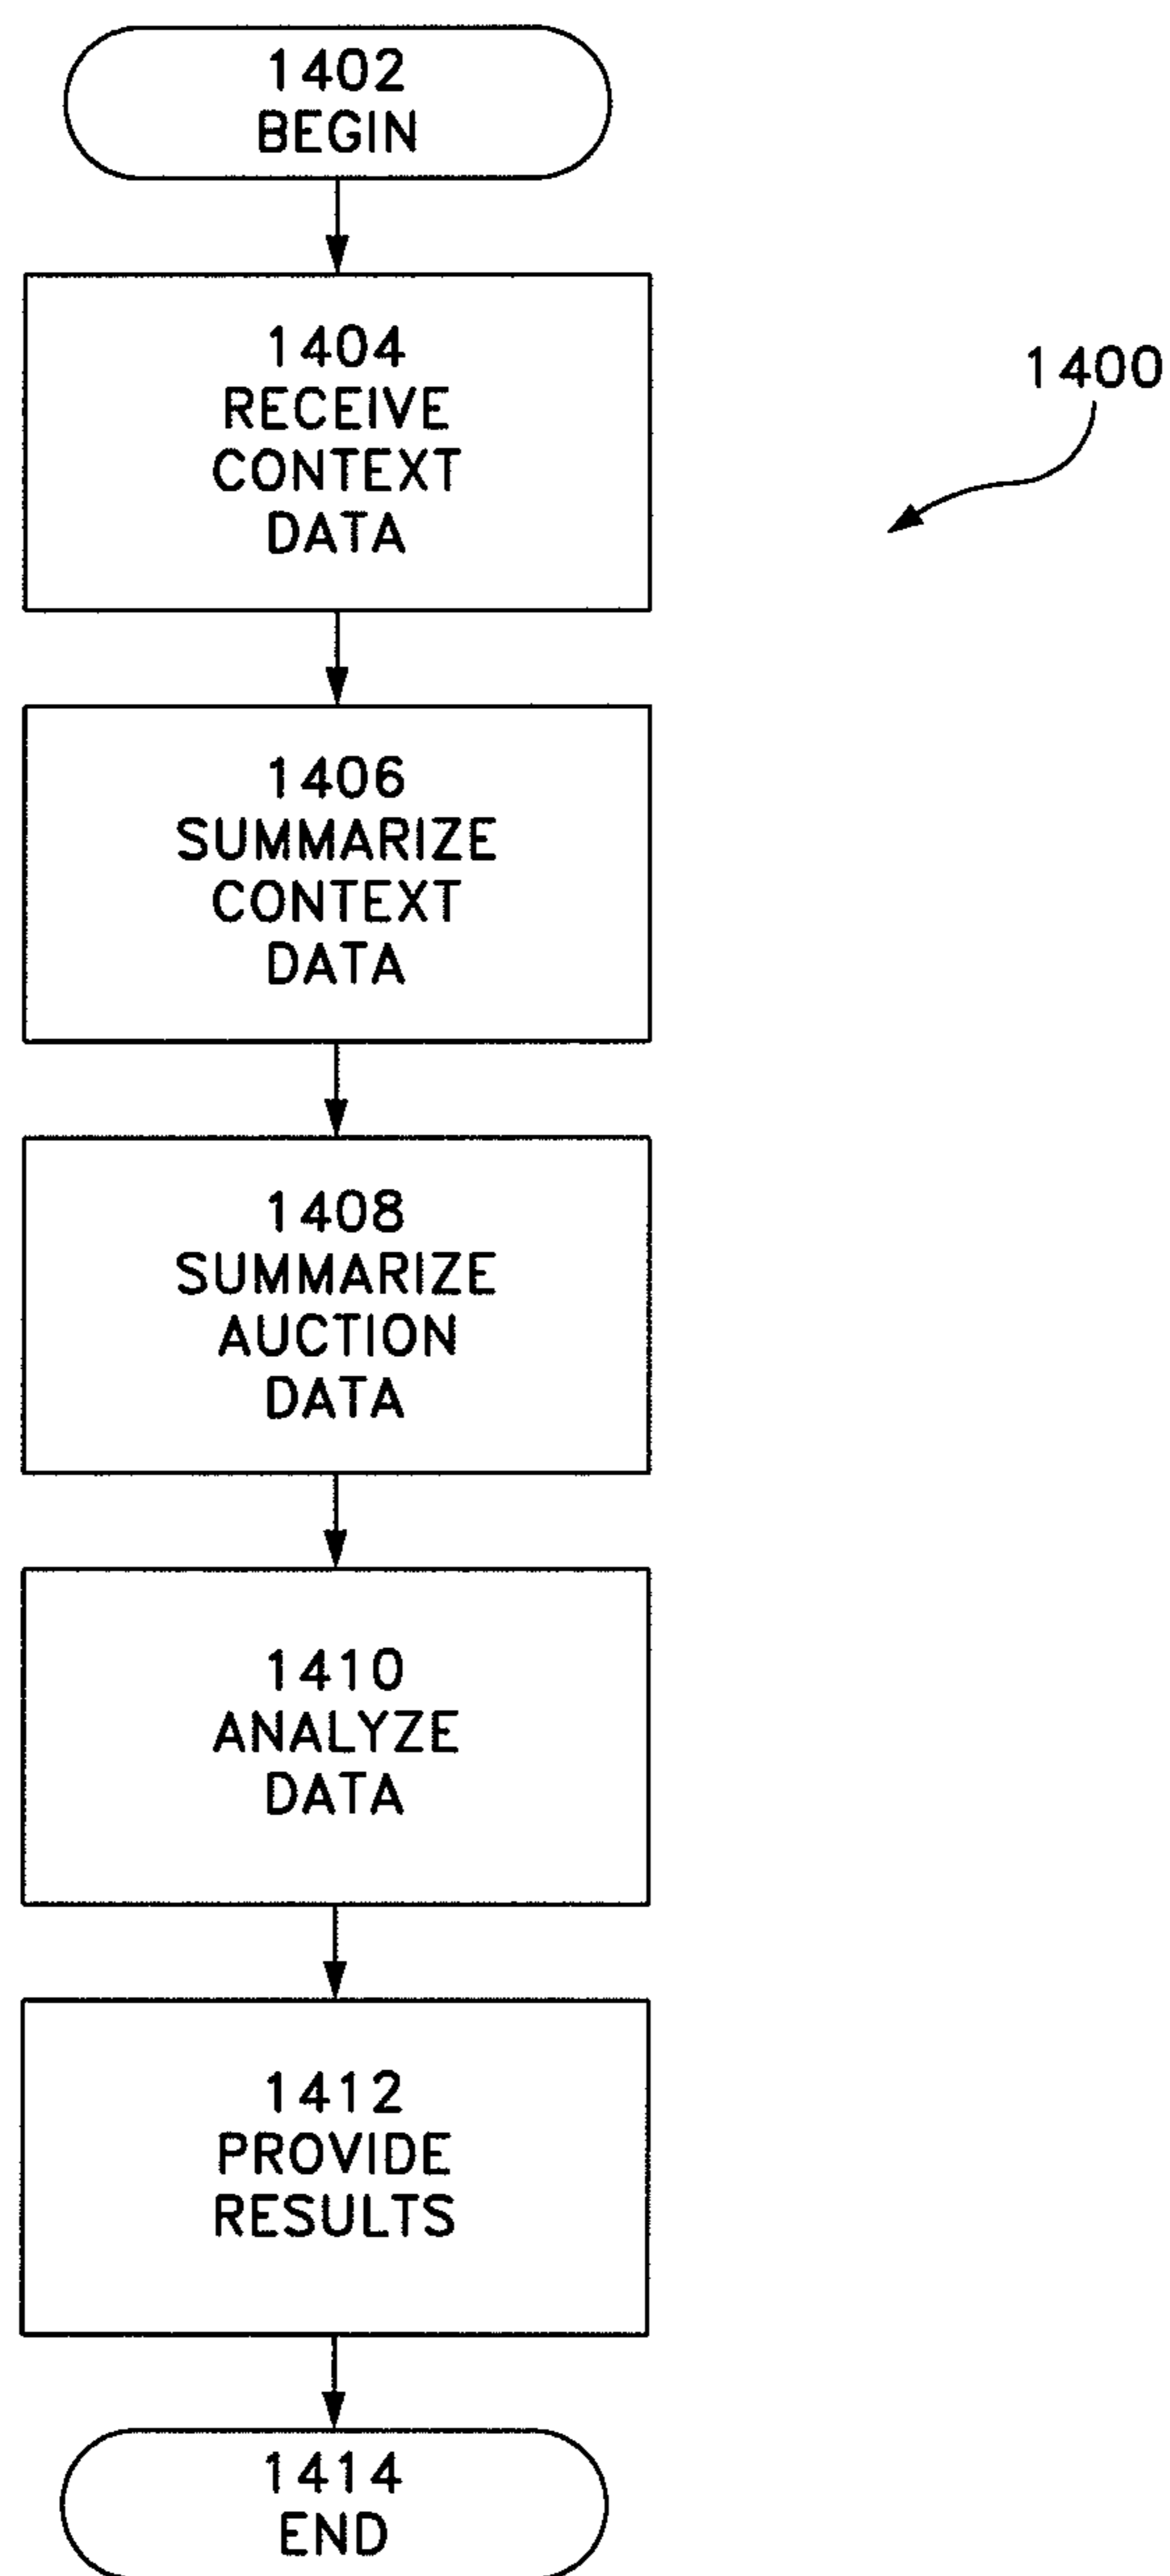 1402
BEGIN
1404
RECEIVE
CONTEXT
DATA
1400
1406
SUMMARIZE
CONTEXT
DATA
1408
SUMMARIZE
AUCTION
DATA
1410
ANALYZE
DATA
1412
PROVIDE
RESULTS
1414
END